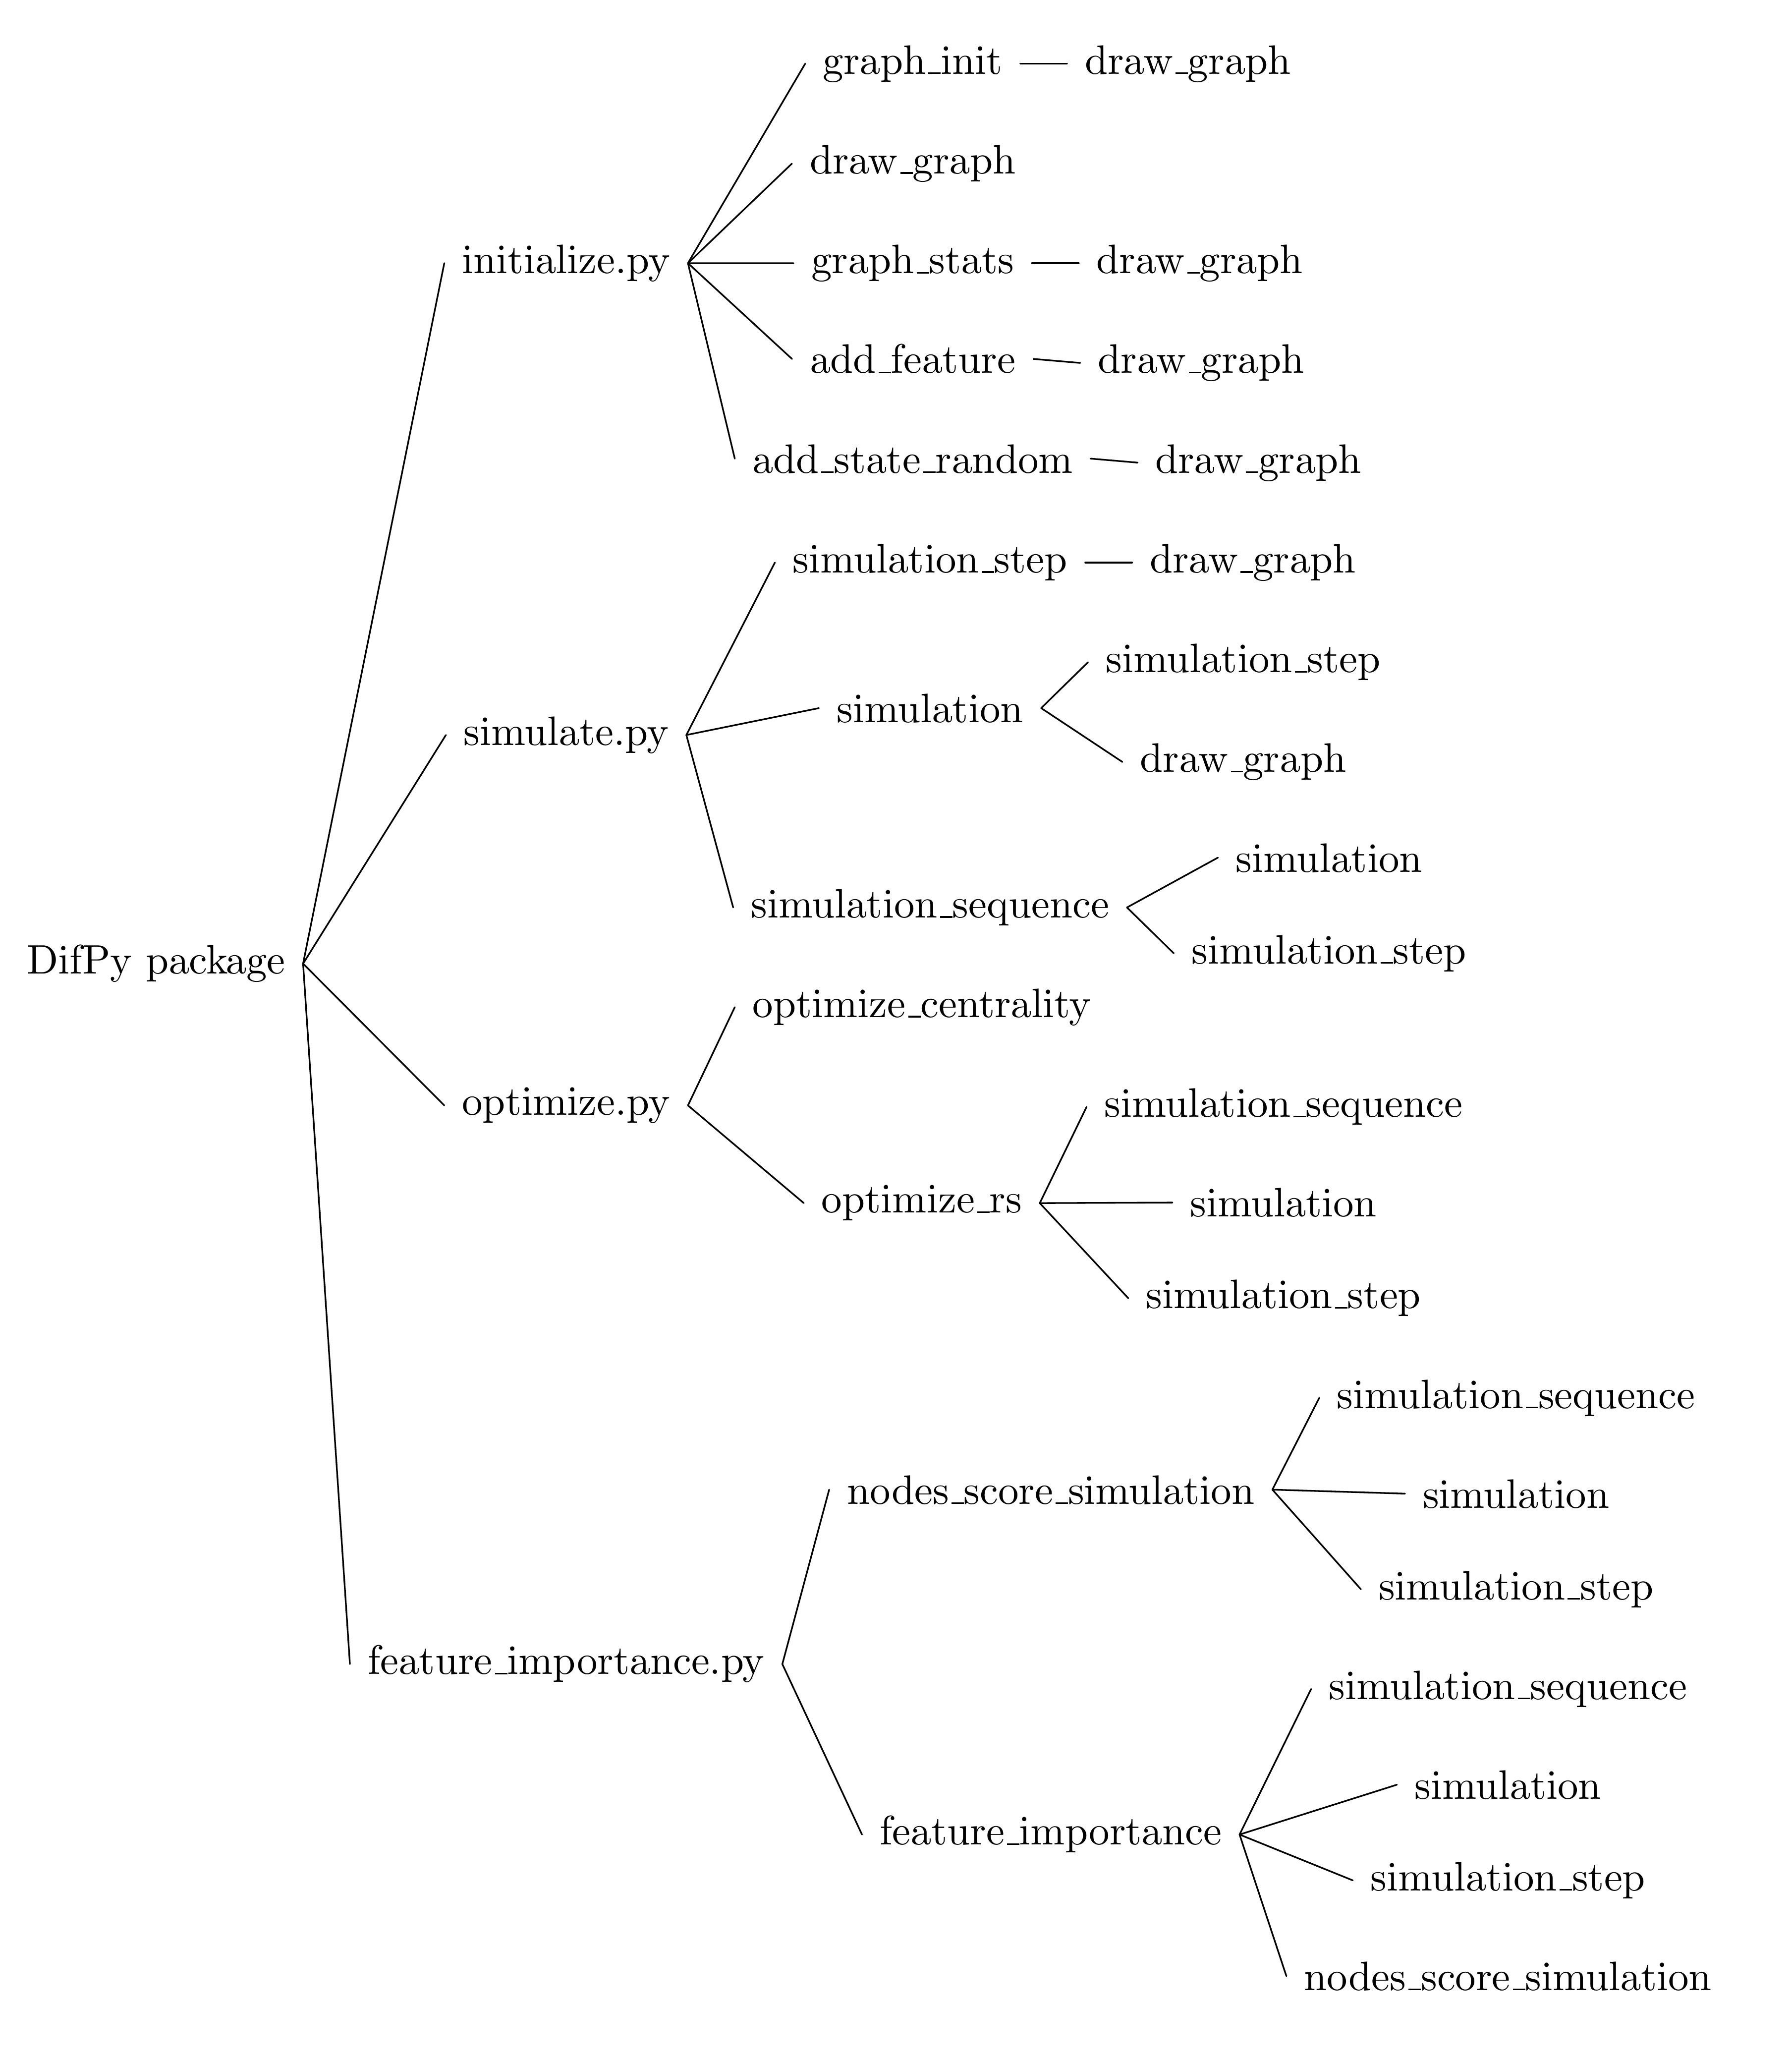 graph_init draw_graph
draw_graph
initialize.py graph_stats draw_graph
add_feature draw_graph
add_state_random draw_graph
simulation_step draw_graph
simulation_step
simulation
simulate.py
draw_graph
simulation
simulation_sequence
simulation_step
DifPy package
optimize_centrality
optimize.py
simulation_sequence
optimize_rs simulation
simulation_step
simulation_sequence
nodes_score_simulation simulation
simulation_step
feature_importance.py
simulation_sequence
simulation
feature_importance
simulation_step
nodes_score_simulation